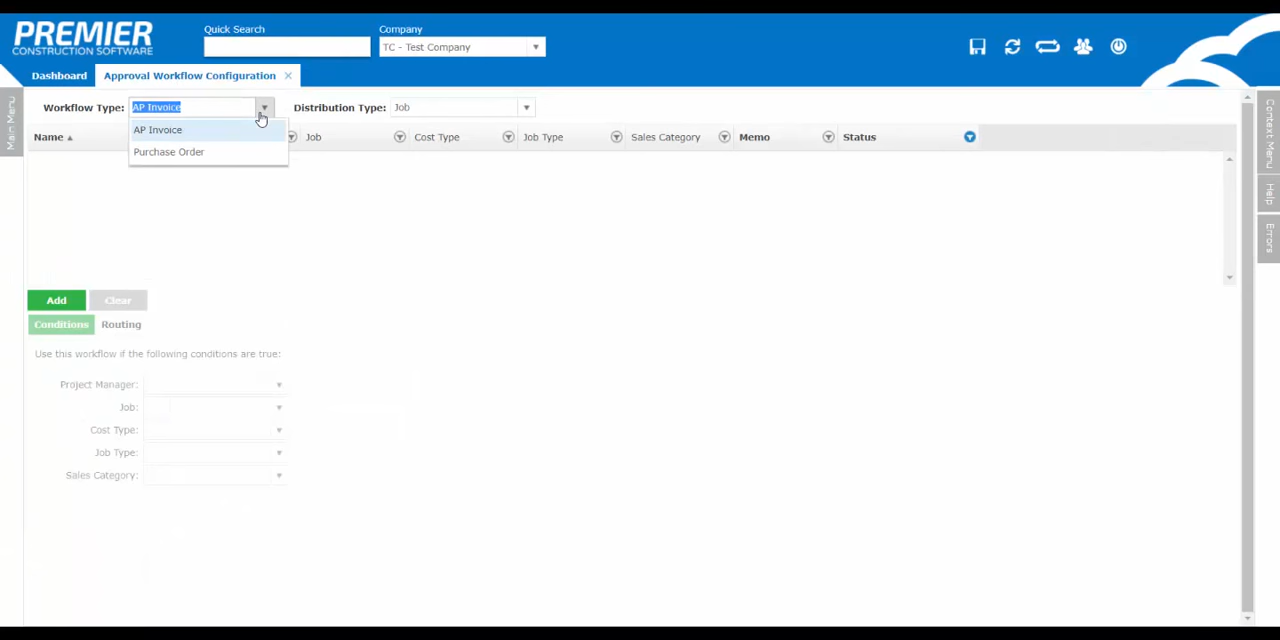 PREMIER
CONSTRUCTION SOFTWARE
Quick Search
Company
TC - Test Company
Dashboard
Approval Workflow Configuration
Main Menu
Workflow Type:
AP Invoice
Distribution Type:
Job
AP Invoice
Purchase Order
Name
Job
Cost Type
Job Type
Sales Category
Memo
Status
Context Menu
Help
Errors
Add
Clear
Conditions
Routing
Use this workflow if the following conditions are true:
Project Manager:
Job:
Cost Type:
Job Type:
Sales Category: